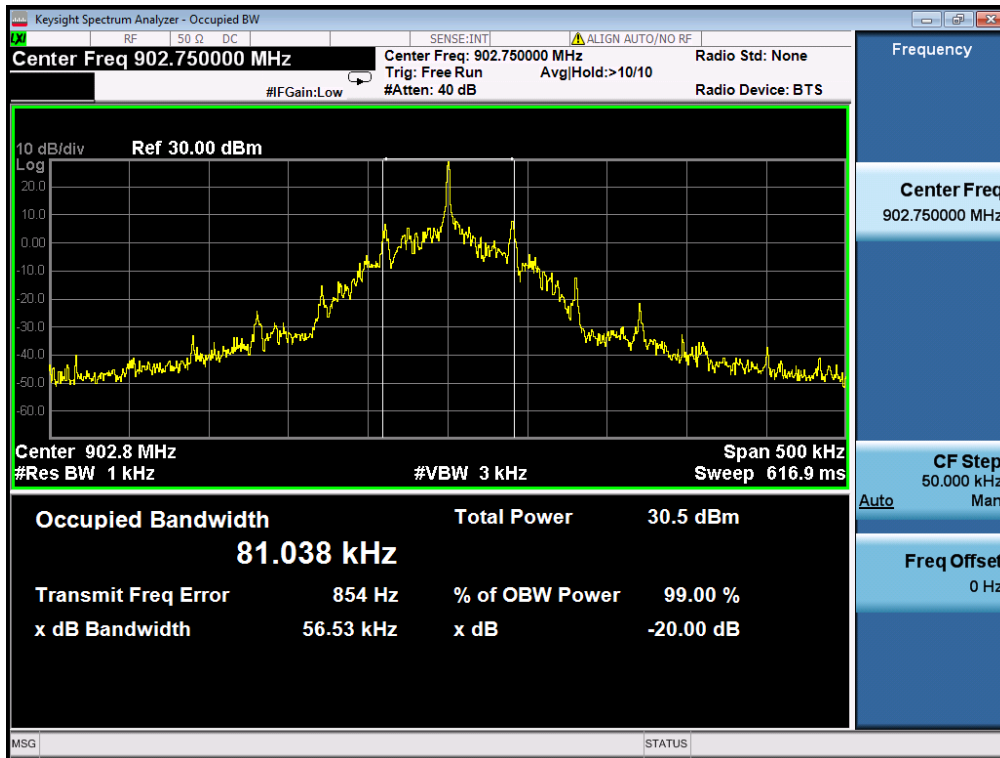 Keysight Spectrum Analyzer - Occupied BW
LXI
RF 50 Ω DC SENSE:INT ALIGN AUTO/NO RF
Center Freq 902.750000 MHz
#IFGain:Low
Center Freq: 902.750000 MHz
Trig: Free Run Avg|Hold:>10/10
#Atten: 40 dB
Radio Std: None
Radio Device: BTS
10 dB/div Ref 30.00 dBm
Log
20.0
10.0
0.00
-10.0
-20.0
-30.0
-40.0
-50.0
-60.0
Center 902.8 MHz Span 500 kHz
#Res BW 1 kHz #VBW 3 kHz Sweep 616.9 ms
Occupied Bandwidth Total Power 30.5 dBm
81.038 kHz
Transmit Freq Error 854 Hz % of OBW Power 99.00 %
x dB Bandwidth 56.53 kHz x dB -20.00 dB
Frequency
Center Freq
902.750000 MHz
CF Step
50.000 kHz
Auto Man
Freq Offset
0 Hz
MSG STATUS